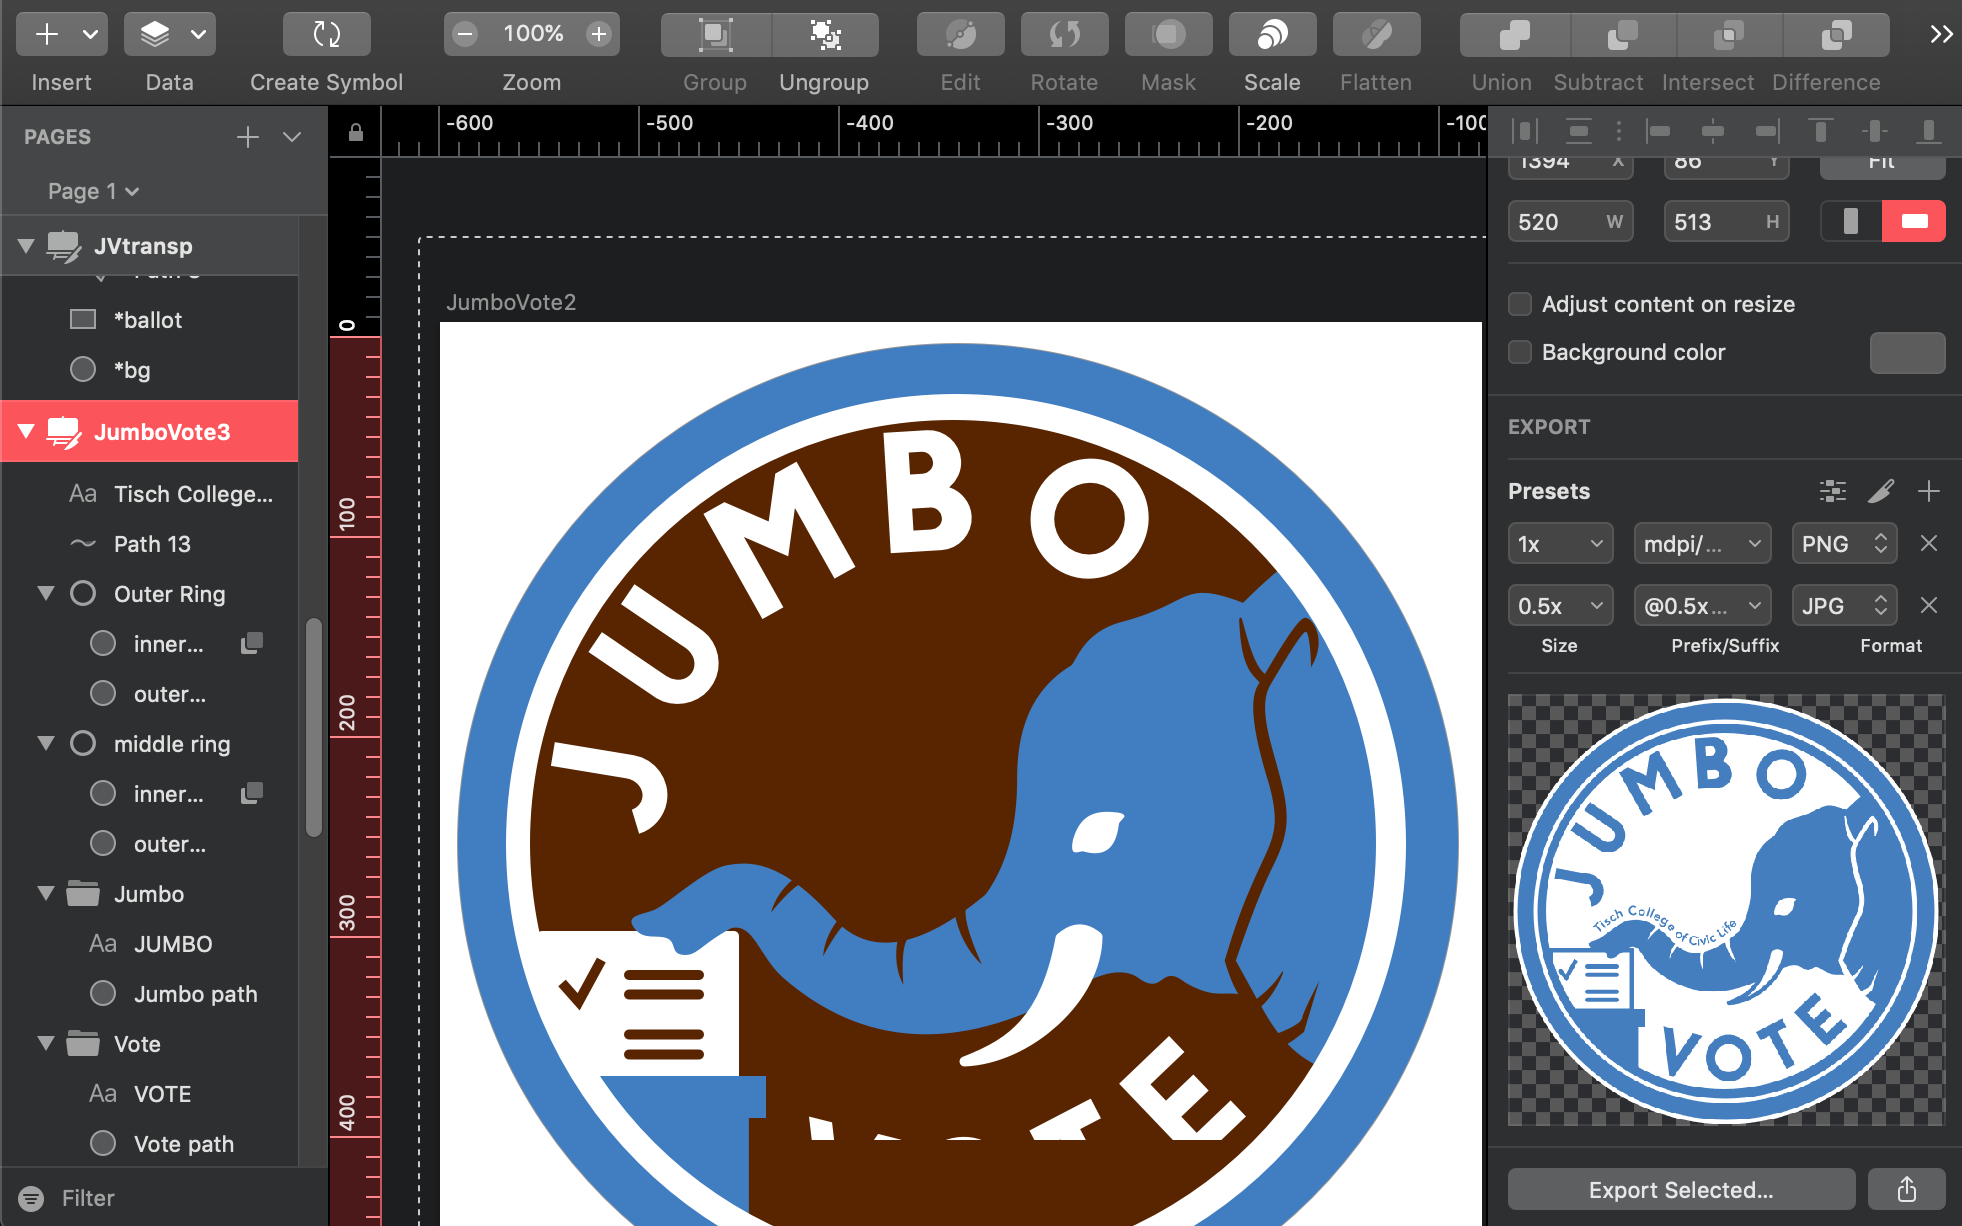 100%
Insert
Data
Create Symbol
Zoom
Group
Ungroup
Edit
Rotate
Mask
Scale
Flatten
Union
Subtract
Intersect
Difference
PAGES
Page 1
JVtransp
*ballot
*bg
JumboVote3
Aa Tisch College...
Path 13
Outer Ring
inner...
outer...
middle ring
inner...
outer...
Jumbo
Aa JUMBO
Jumbo path
Vote
Aa VOTE
Vote path
Filter
-600 -500 -400 -300 -200 -100
0
100
200
300
400
JumboVote2
JUMBO
VOTE
1394 X
86 Y
Fit
520 W
513 H
Adjust content on resize
Background color
EXPORT
Presets
1x mdpi/... PNG
0.5x @0.5x... JPG
Size Prefix/Suffix Format
JUMBO
Tisch College of Civic Life
VOTE
Export Selected...